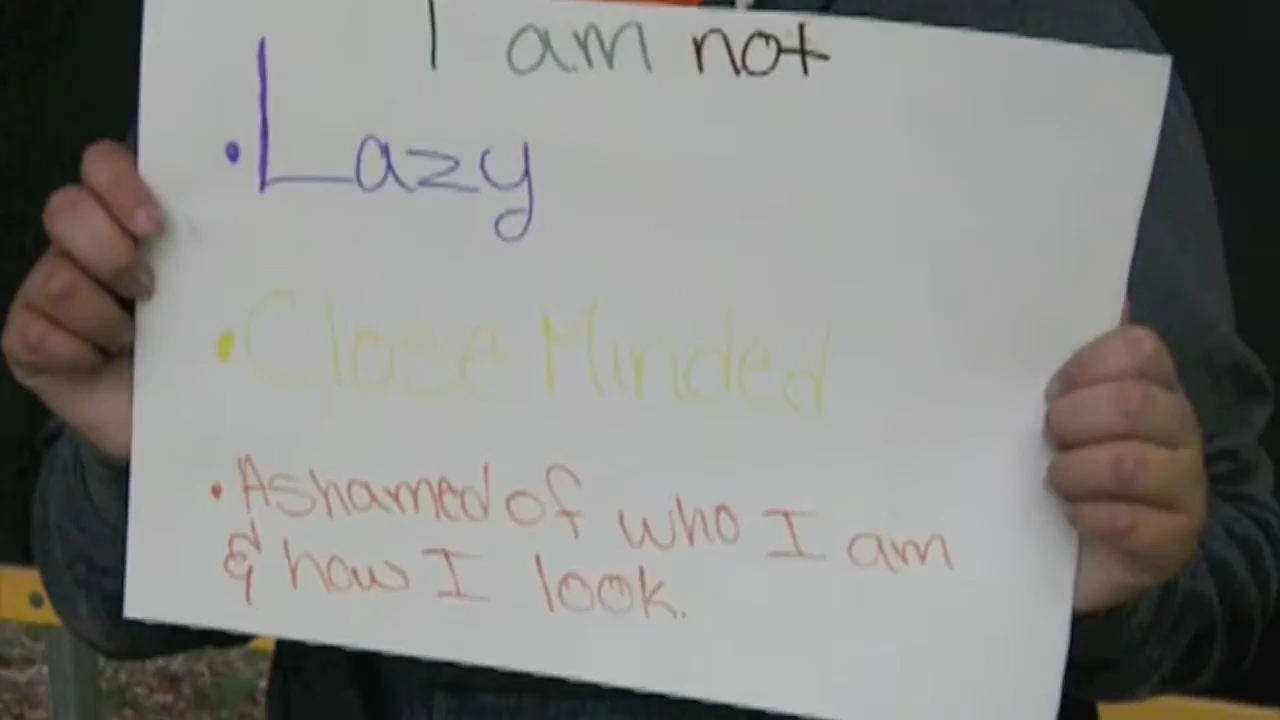 I am not
• Lazy
• Close Minded
• Ashamed of who I am
& how I look.